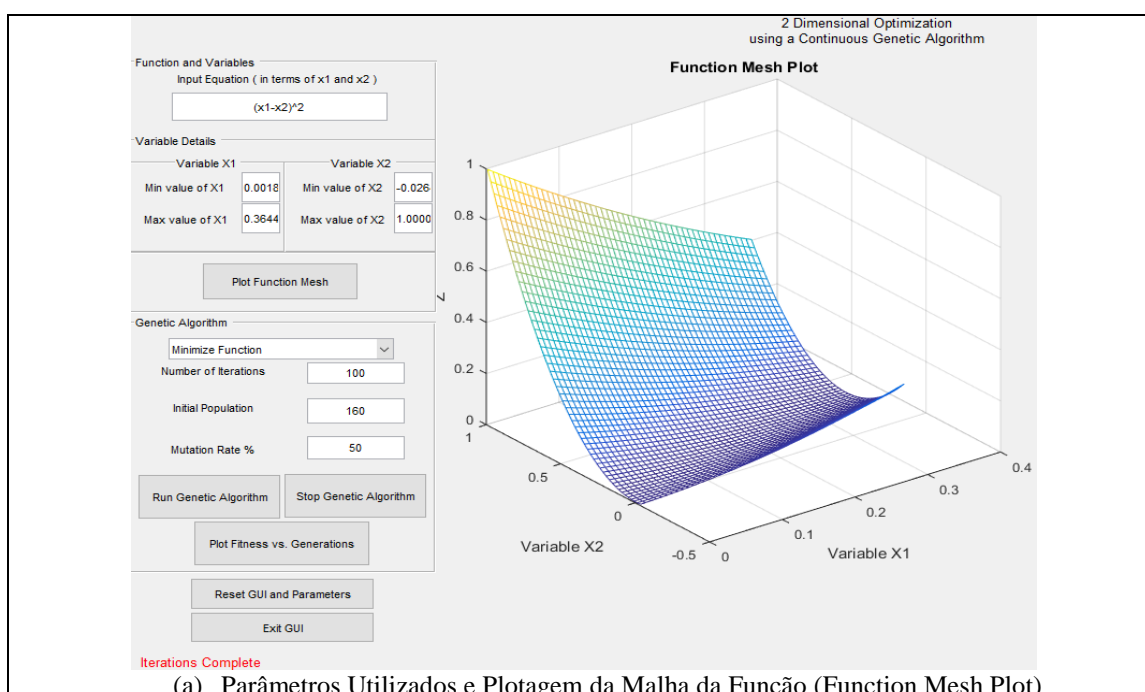 2 Dimensional Optimization
using a Continuous Genetic Algorithm
Function and Variables
Input Equation ( in terms of x1 and x2 )
(x1-x2)^2
Variable Details
Variable X1
Min value of X1 0.0018
Max value of X1 0.3644
Variable X2
Min value of X2 -0.026
Max value of X2 1.0000
Plot Function Mesh
Genetic Algorithm
Minimize Function
Number of Iterations 100
Initial Population 160
Mutation Rate % 50
Run Genetic Algorithm Stop Genetic Algorithm
Plot Fitness vs. Generations
Reset GUI and Parameters
Exit GUI
Iterations Complete
Function Mesh Plot
1
0.8
0.6
0.4
0.2
0
Z
1
0.5
0
-0.5
Variable X2
0
0.1
0.2
0.3
0.4
Variable X1
(a) Parâmetros Utilizados e Plotagem da Malha da Função (Function Mesh Plot)